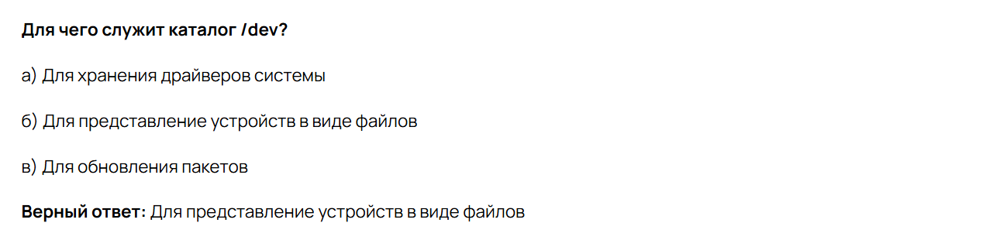 Для чего служит каталог /dev?
а) Для хранения драйверов системы
б) Для представление устройств в виде файлов
в) Для обновления пакетов
Верный ответ: Для представление устройств в виде файлов